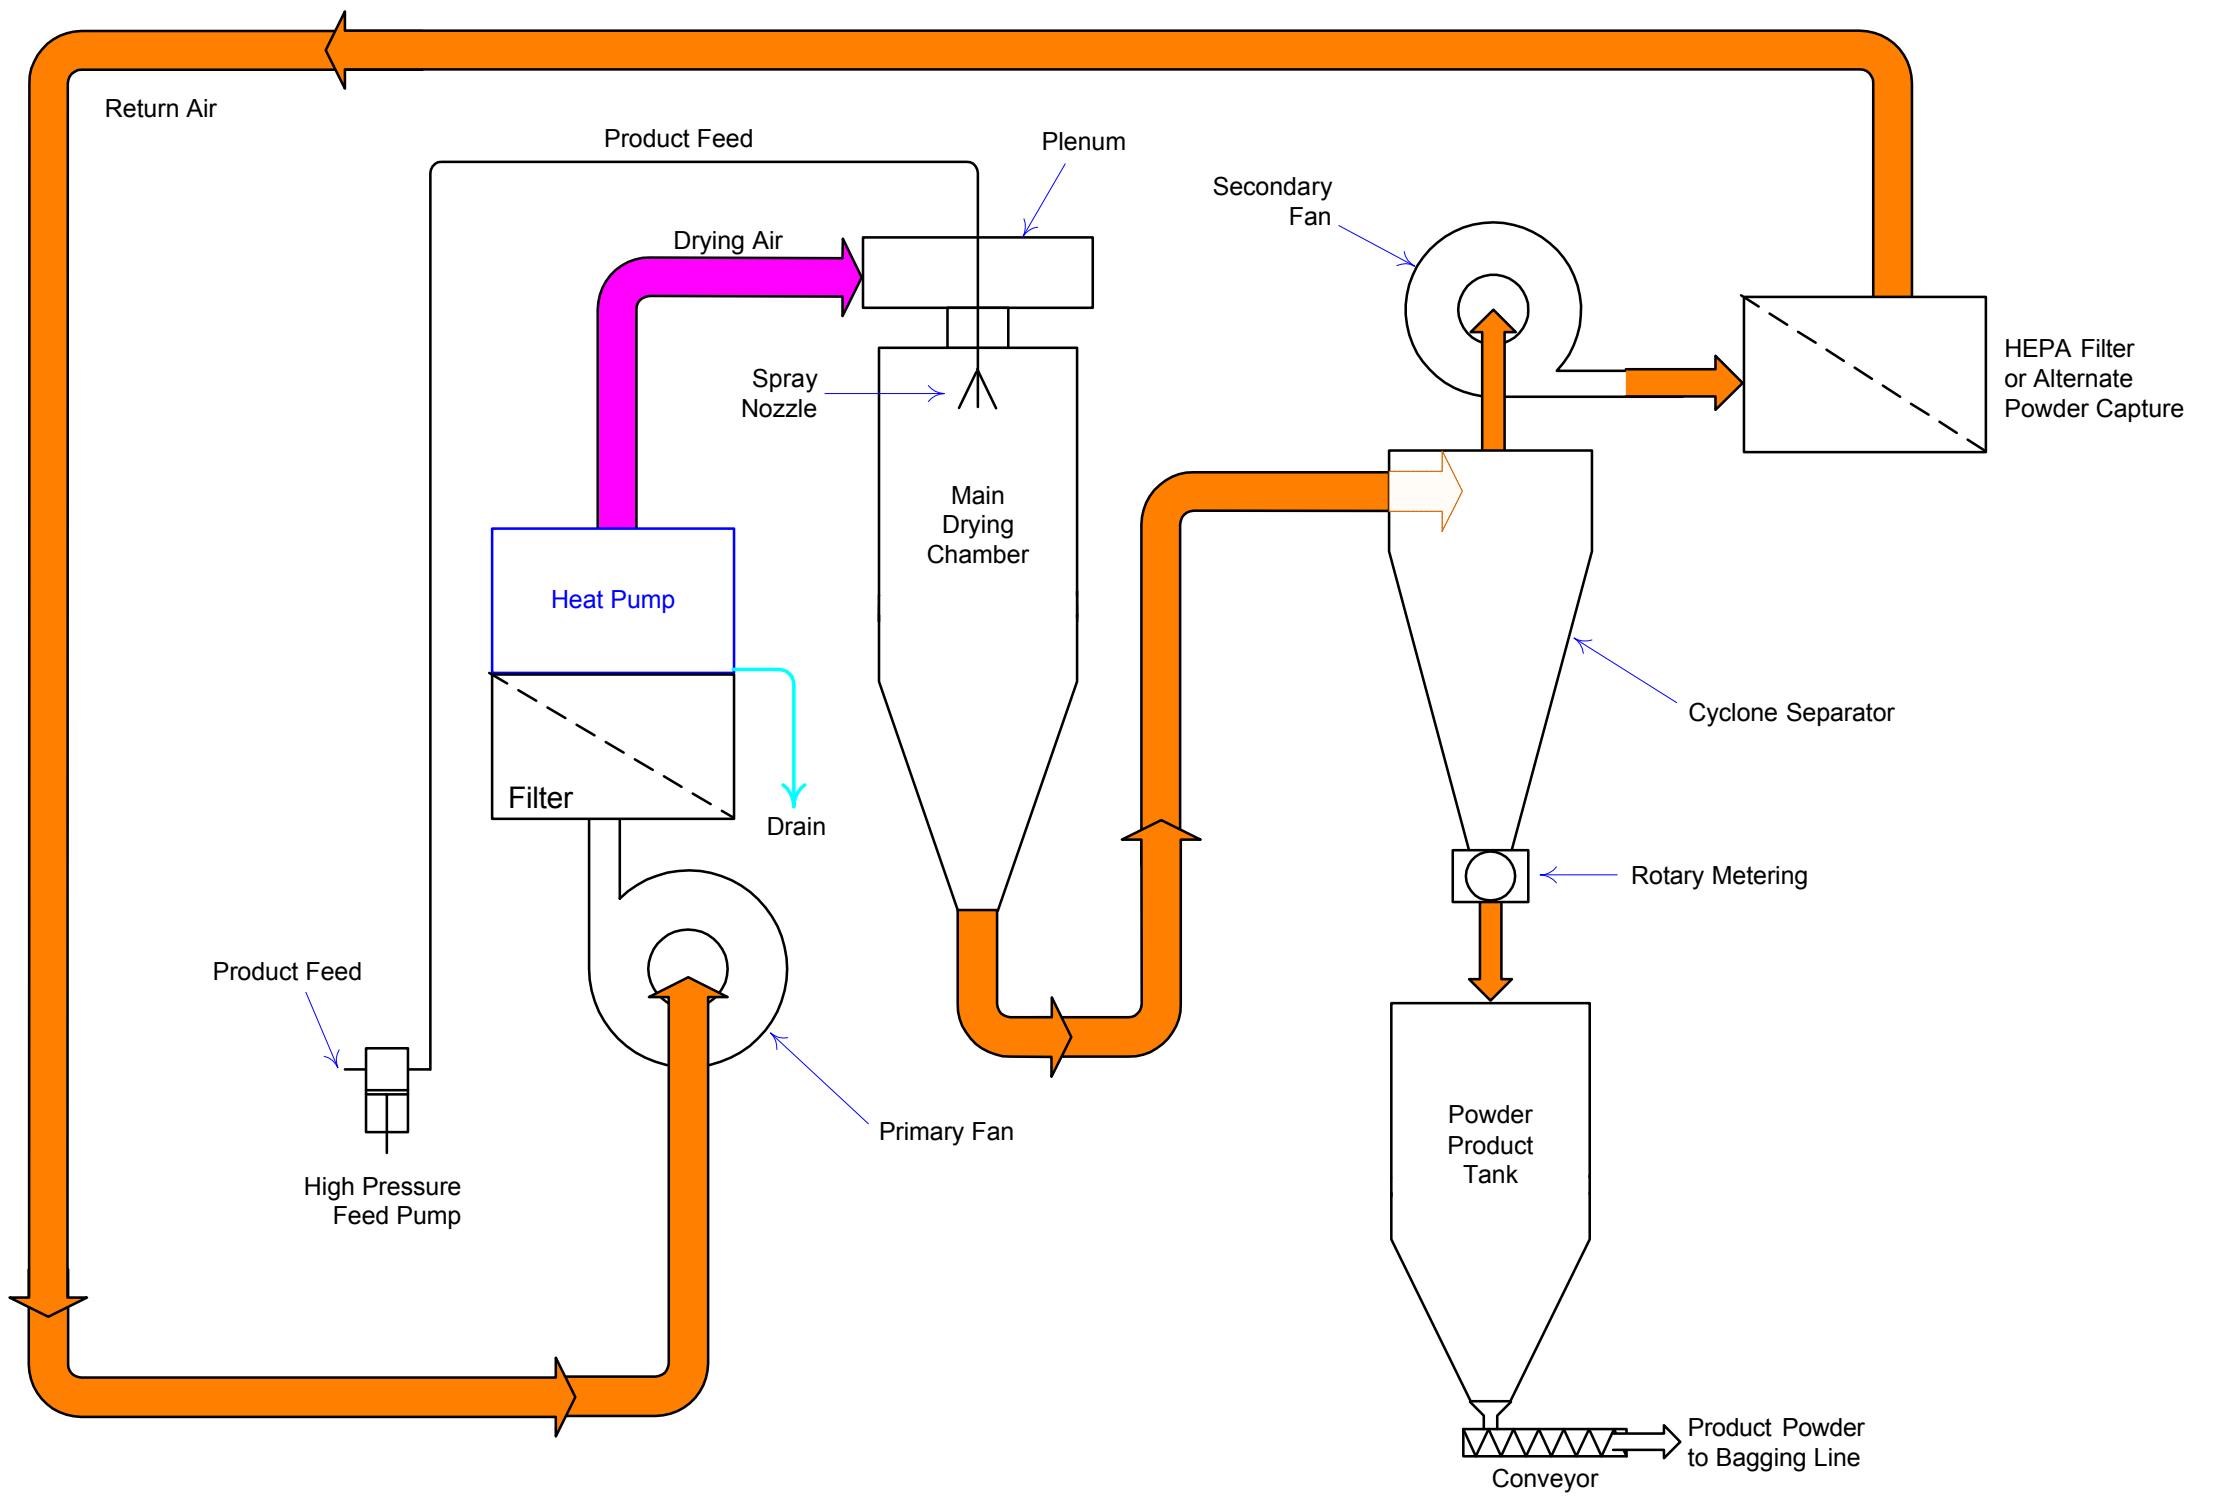 Return Air
Product Feed
Plenum
Secondary
Fan
Drying Air
HEPA Filter
or Alternate
Powder Capture
Spray
Nozzle
Main
Drying
Chamber
Heat Pump
Cyclone Separator
Filter
Drain
Rotary Metering
Product Feed
Primary Fan
Powder
Product
Tank
High Pressure
Feed Pump
Product Powder
to Bagging Line
Conveyor